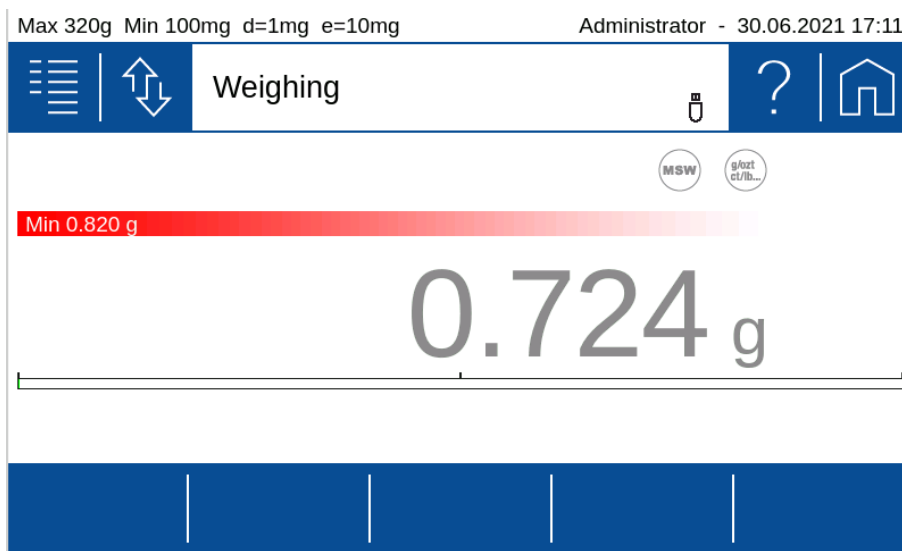 Max 320g Min 100mg d=1mg e=10mg Administrator - 30.06.2021 17:11
Weighing
?
MSW g/ozt
ct/lb...
Min 0.820 g
0.724 g